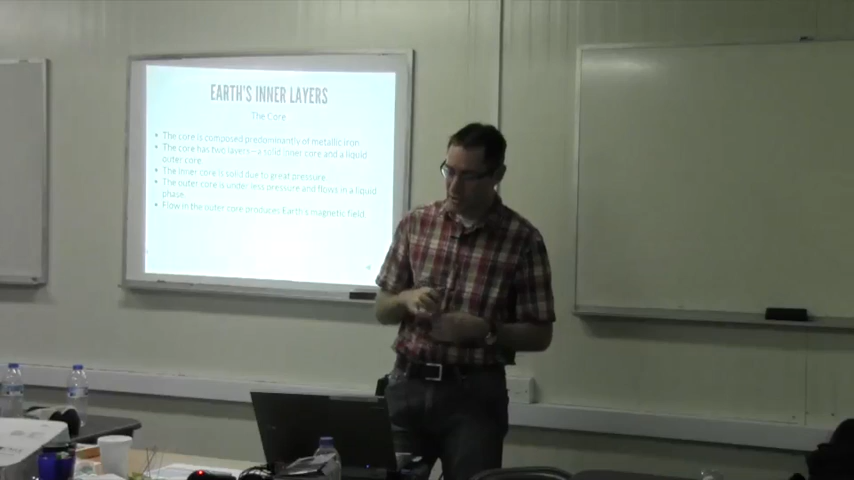 EARTH'S INNER LAYERS
The Core
• The core is composed predominantly of metallic iron
• The core has two layers—a solid inner core and a liquid
outer core
• The inner core is solid due to great pressure
• The outer core is under less pressure and flows in a liquid
phase
• Flow in the outer core produces Earth's magnetic field